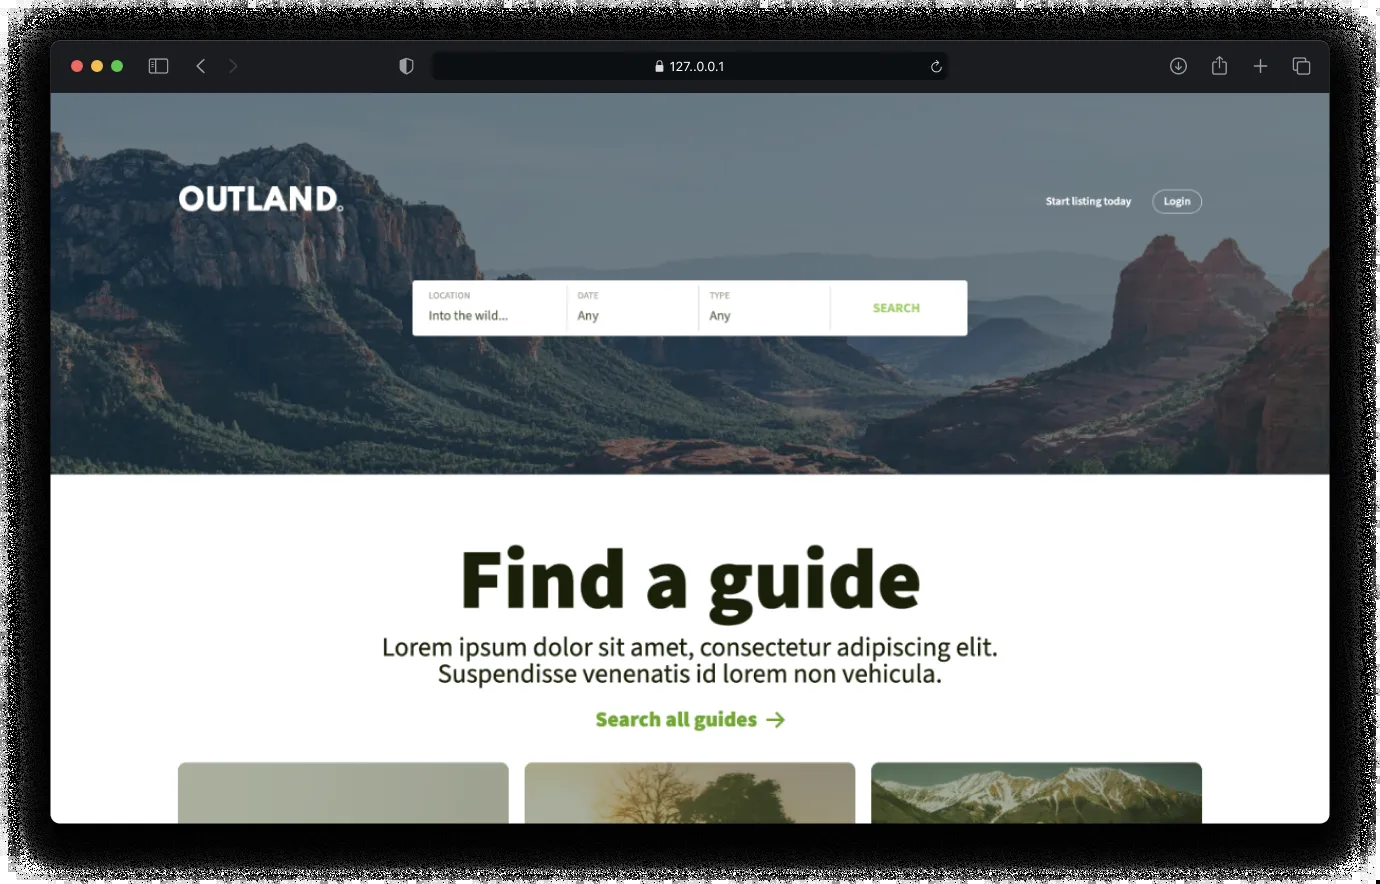 127..0.0.1
OUTLAND
Start listing today
Login
LOCATION
Into the wild...
DATE
Any
TYPE
Any
SEARCH
Find a guide
Lorem ipsum dolor sit amet, consectetur adipiscing elit.
Suspendisse venenatis id lorem non vehicula.
Search all guides →